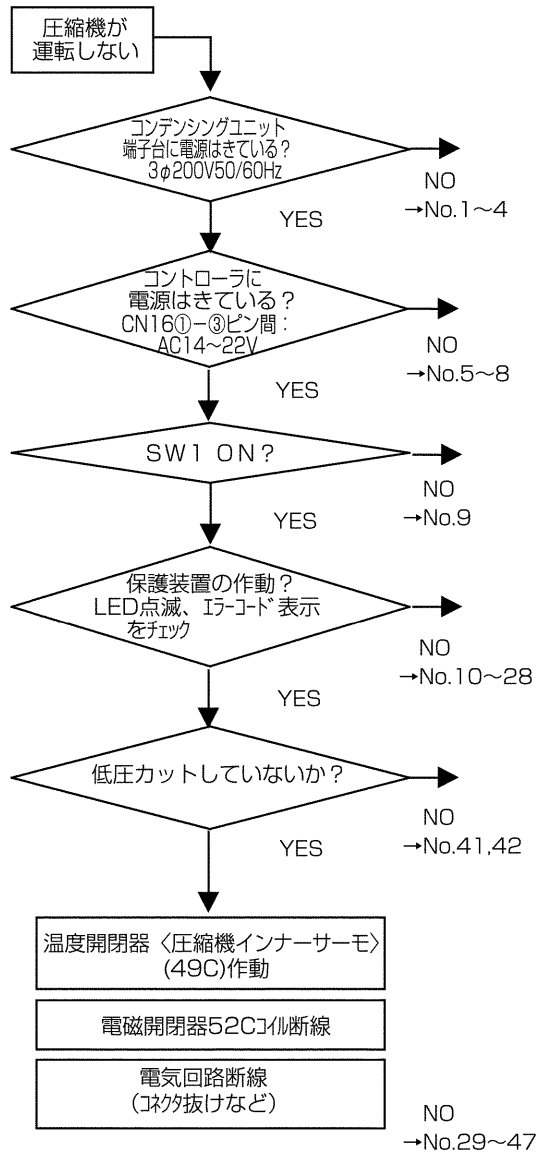 圧縮機が
運転しない
コンデンシングユニット
端子台に電源はきている？
3φ200V50/60Hz
NO
→No.1～4
YES
コントローラに
電源はきている？
CN16①－③ピン間：
AC14～22V
NO
→No.5～8
YES
SW1 ON？
NO
→No.9
YES
保護装置の作動？
LED点滅、エラーコード表示
をチェック
NO
→No.10～28
YES
低圧カットしていないか？
NO
→No.41,42
YES
温度開閉器〈圧縮機インナーサーモ〉
(49C)作動
電磁開閉器52Cコイル断線
電気回路断線
（コネクタ抜けなど）
NO
→No.29～47